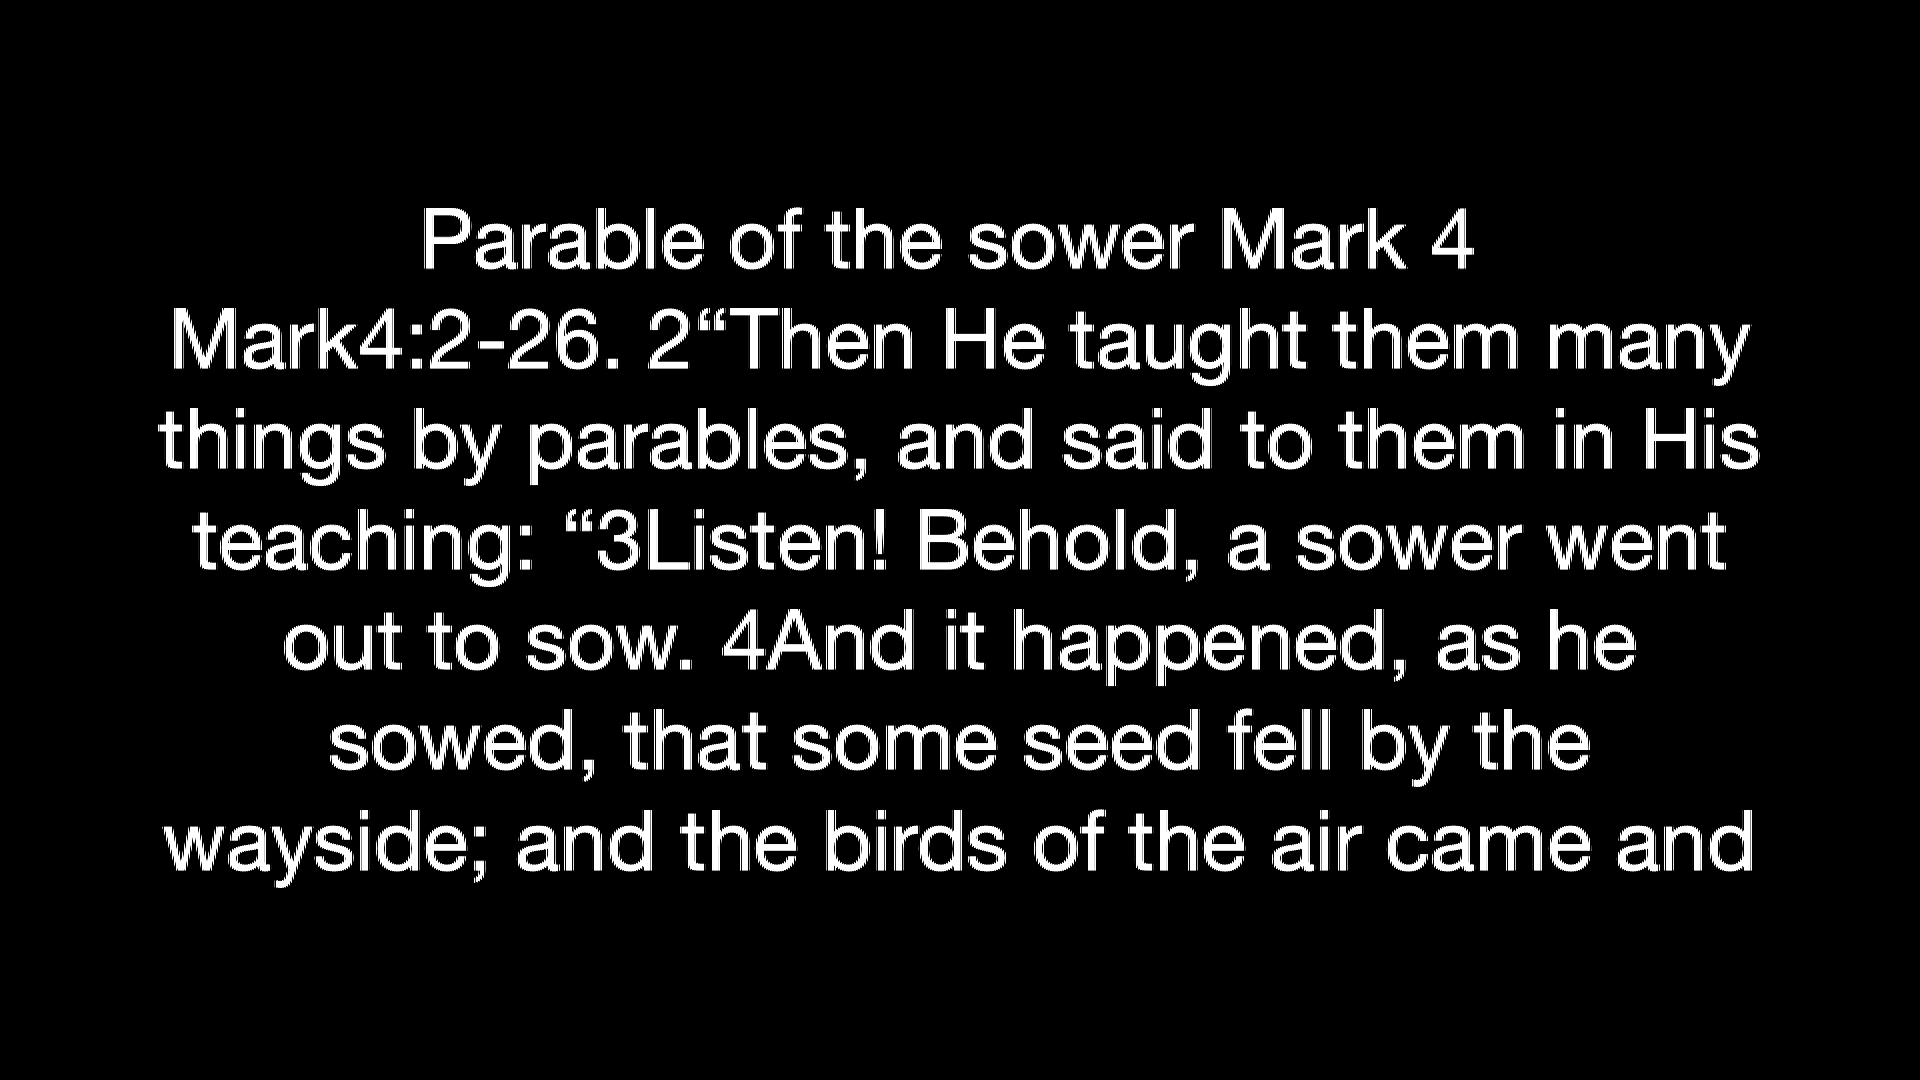 Parable of the sower Mark 4
Mark4:2-26. 2“Then He taught them many
things by parables, and said to them in His
teaching: “3Listen! Behold, a sower went
out to sow. 4And it happened, as he
sowed, that some seed fell by the
wayside; and the birds of the air came and